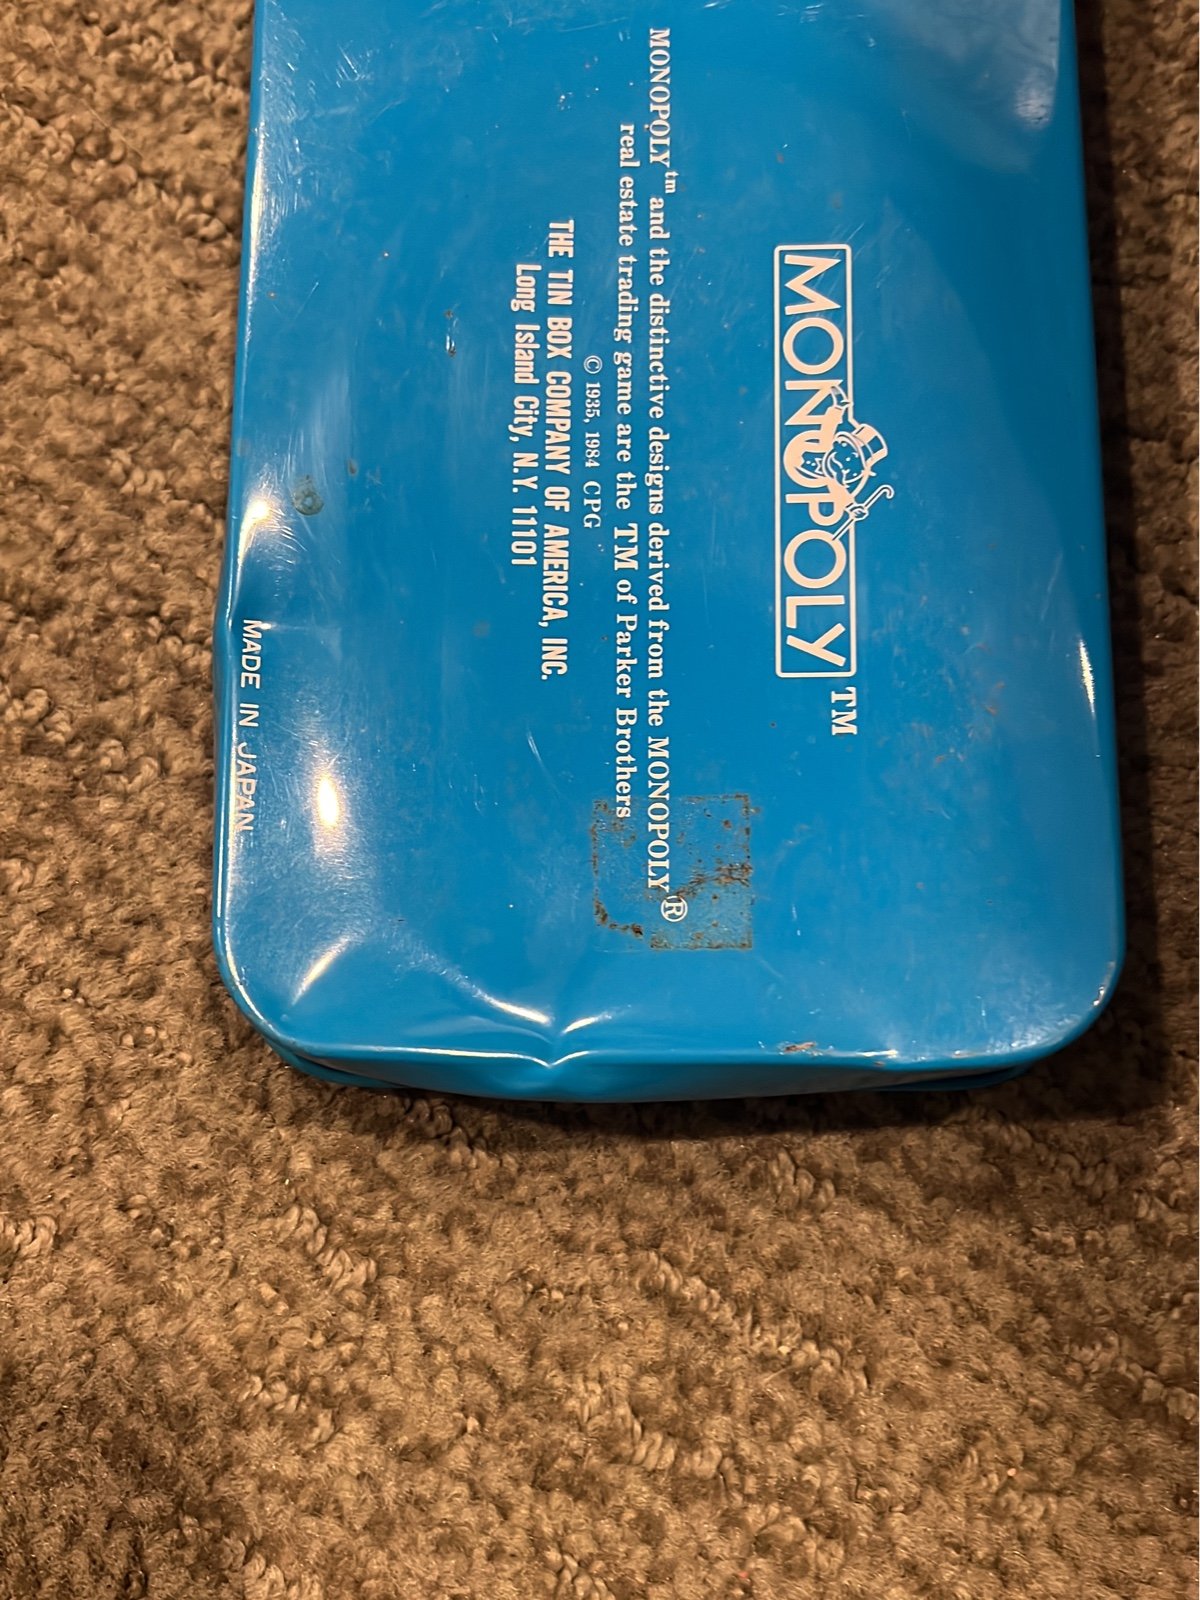 MONOPOLY TM
MONOPOLY™ and the distinctive designs derived from the MONOPOLY®
real estate trading game are the TM of Parker Brothers
© 1935, 1984 CPG
THE TIN BOX COMPANY OF AMERICA, INC.
Long Island City, N.Y. 11101
MADE IN JAPAN